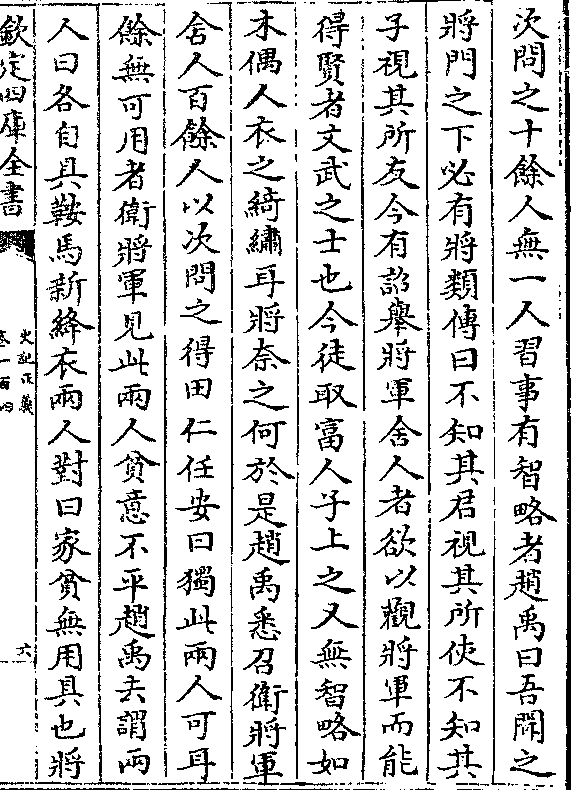 次問之十餘人無一人習事有智略者趙禹曰吾聞之
將門之下必有將類傳曰不知其君視其所使不知其
子視其所友今有詔舉將軍舍人者欲以觀將軍而能
得賢者文武之士也今徒取富人子上之又無智略如
木偶人衣之綺繡耳將奈之何於是趙禹悉召衛將軍
舍人百餘人以次問之得田仁任安曰獨此兩人可耳
餘無可用者衛將軍見此兩人貧意不平趙禹去謂兩
人曰各自具鞍馬新絳衣兩人對曰家貧無用具也將
欽定四庫全書
史記正義
卷一百四
六